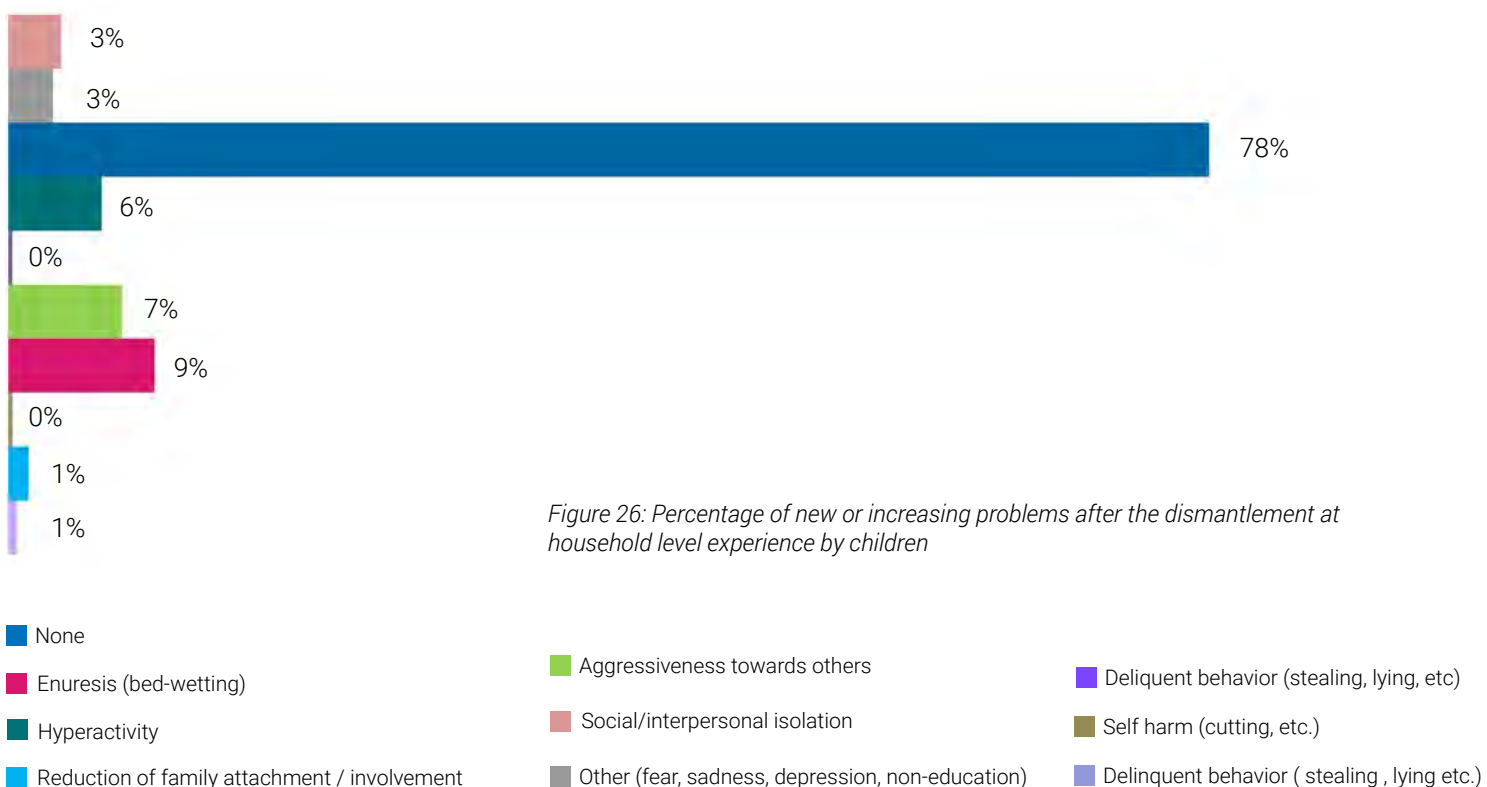 3%
3%
78%
6%
0%
7%
9%
0%
1%
1%
Figure 26: Percentage of new or increasing problems after the dismantlement at
household level experience by children
None
Enuresis (bed-wetting)
Hyperactivity
Reduction of family attachment / involvement
Aggressiveness towards others
Social/interpersonal isolation
Other (fear, sadness, depression, non-education)
Deliquent behavior (stealing, lying, etc)
Self harm (cutting, etc.)
Delinquent behavior ( stealing , lying etc.)